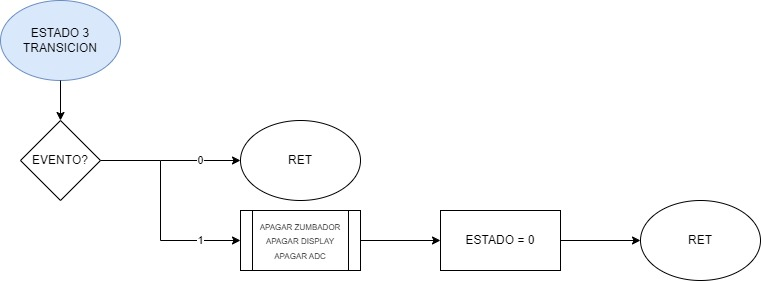 ESTADO 3
TRANSICION
EVENTO?
0
RET
1
APAGAR ZUMBADOR
APAGAR DISPLAY
APAGAR ADC
ESTADO = 0
RET